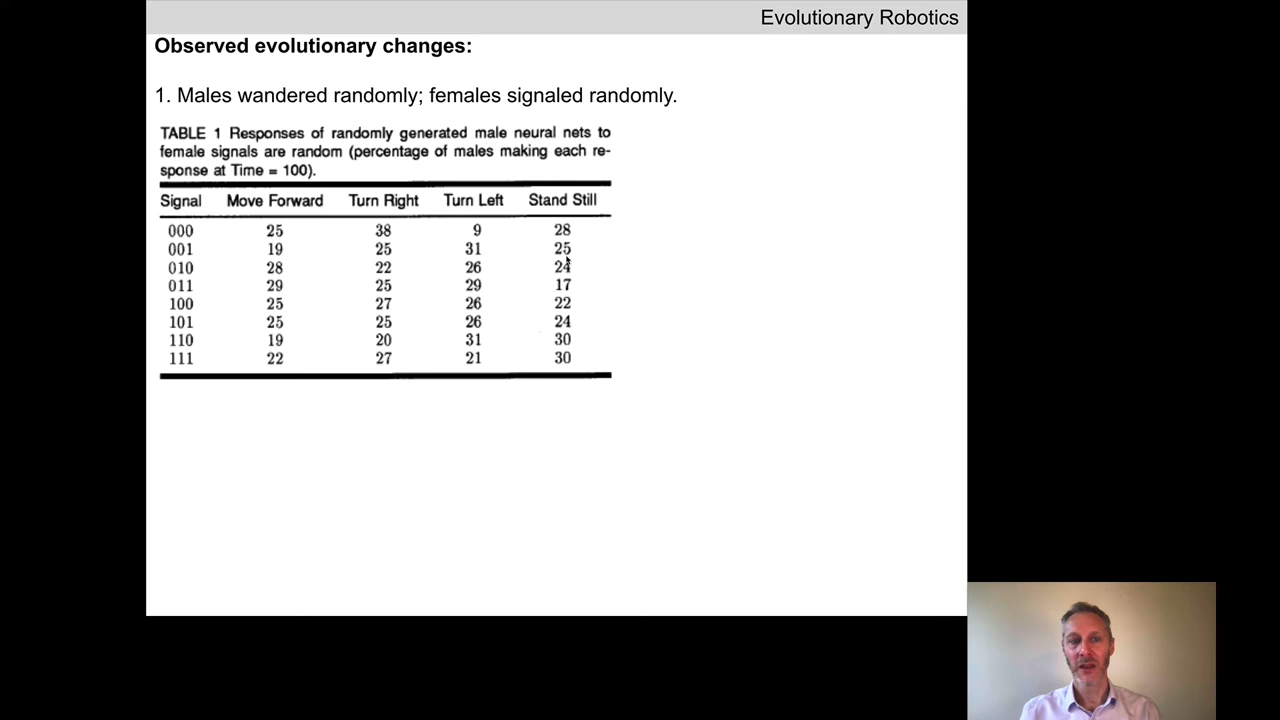 Evolutionary Robotics
Observed evolutionary changes:
1. Males wandered randomly; females signaled randomly.
TABLE 1 Responses of randomly generated male neural nets to
female signals are random (percentage of males making each re-
sponse at Time = 100).
Signal Move Forward Turn Right Turn Left Stand Still
000 25 38 9 28
001 19 25 31 25
010 28 22 26 24
011 29 25 29 17
100 25 27 26 22
101 25 25 26 24
110 19 20 31 30
111 22 27 21 30